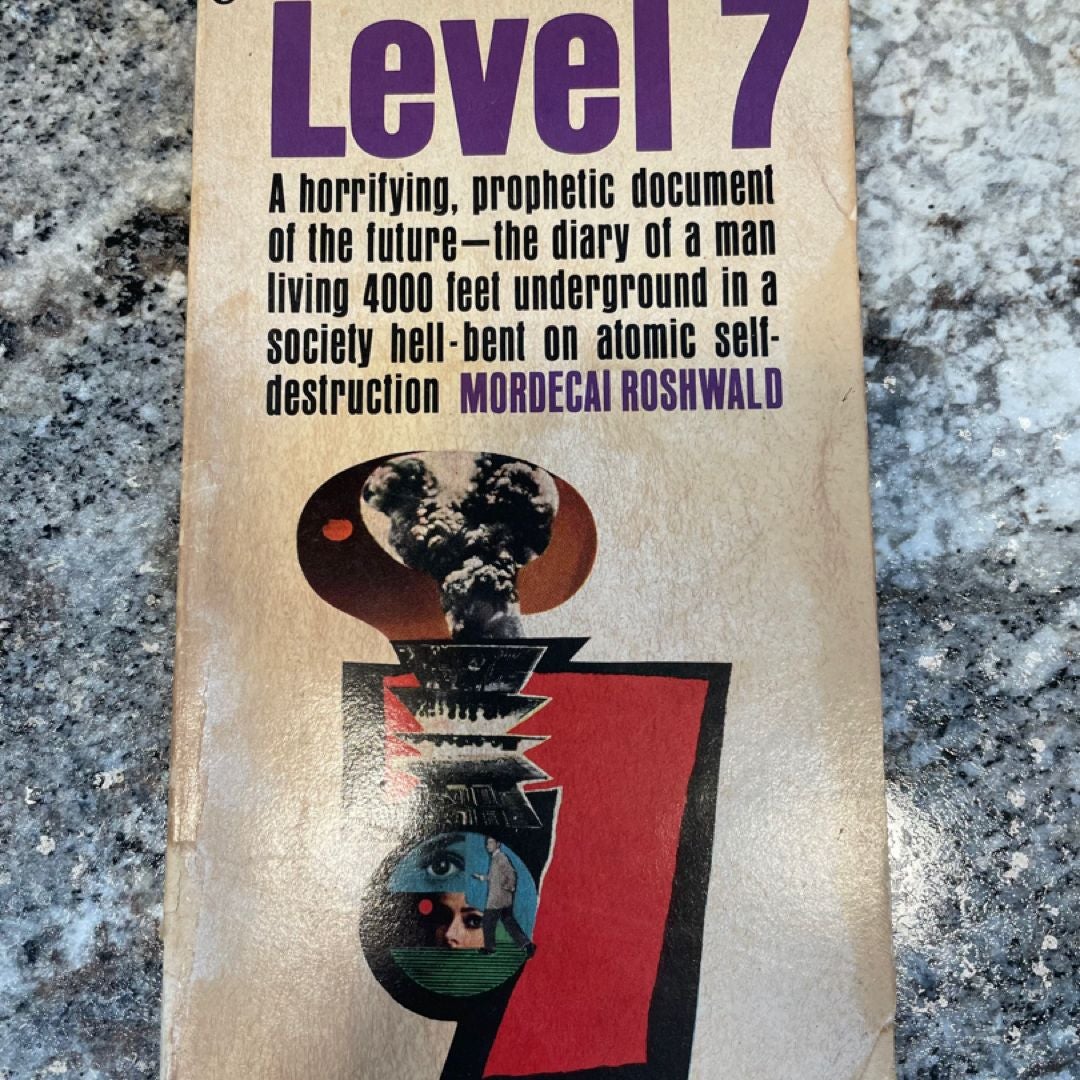 Level 7
A horrifying, prophetic document
of the future—the diary of a man
living 4000 feet underground in a
society hell-bent on atomic self-
destruction MORDECAI ROSHWALD